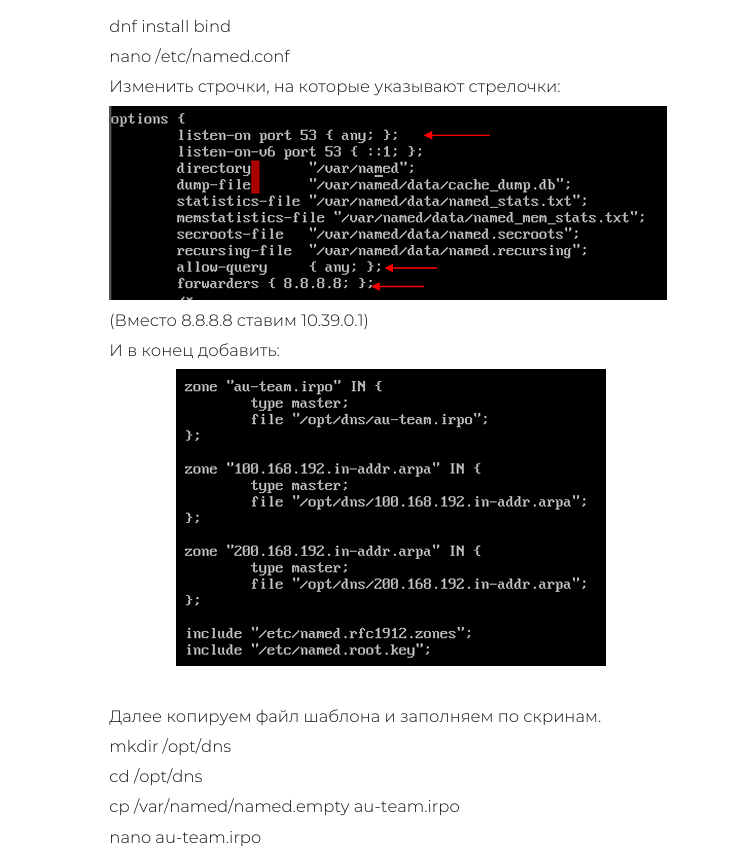 dnf install bind
nano /etc/named.conf
Изменить строчки, на которые указывают стрелочки:
options {
listen-on port 53 { any; };
listen-on-v6 port 53 { ::1; };
directory "/var/named";
dump-file "/var/named/data/cache_dump.db";
statistics-file "/var/named/data/named_stats.txt";
memstatistics-file "/var/named/data/named_mem_stats.txt";
secroots-file "/var/named/data/named.secroots";
recursing-file "/var/named/data/named.recursing";
allow-query { any; };
forwarders { 8.8.8.8; };
/*
(Вместо 8.8.8.8 ставим 10.39.0.1)
И в конец добавить:
zone "au-team.irpo" IN {
type master;
file "/opt/dns/au-team.irpo";
};
zone "100.168.192.in-addr.arpa" IN {
type master;
file "/opt/dns/100.168.192.in-addr.arpa";
};
zone "200.168.192.in-addr.arpa" IN {
type master;
file "/opt/dns/200.168.192.in-addr.arpa";
};
include "/etc/named.rfc1912.zones";
include "/etc/named.root.key";
Далее копируем файл шаблона и заполняем по скринам.
mkdir /opt/dns
cd /opt/dns
cp /var/named/named.empty au-team.irpo
nano au-team.irpo